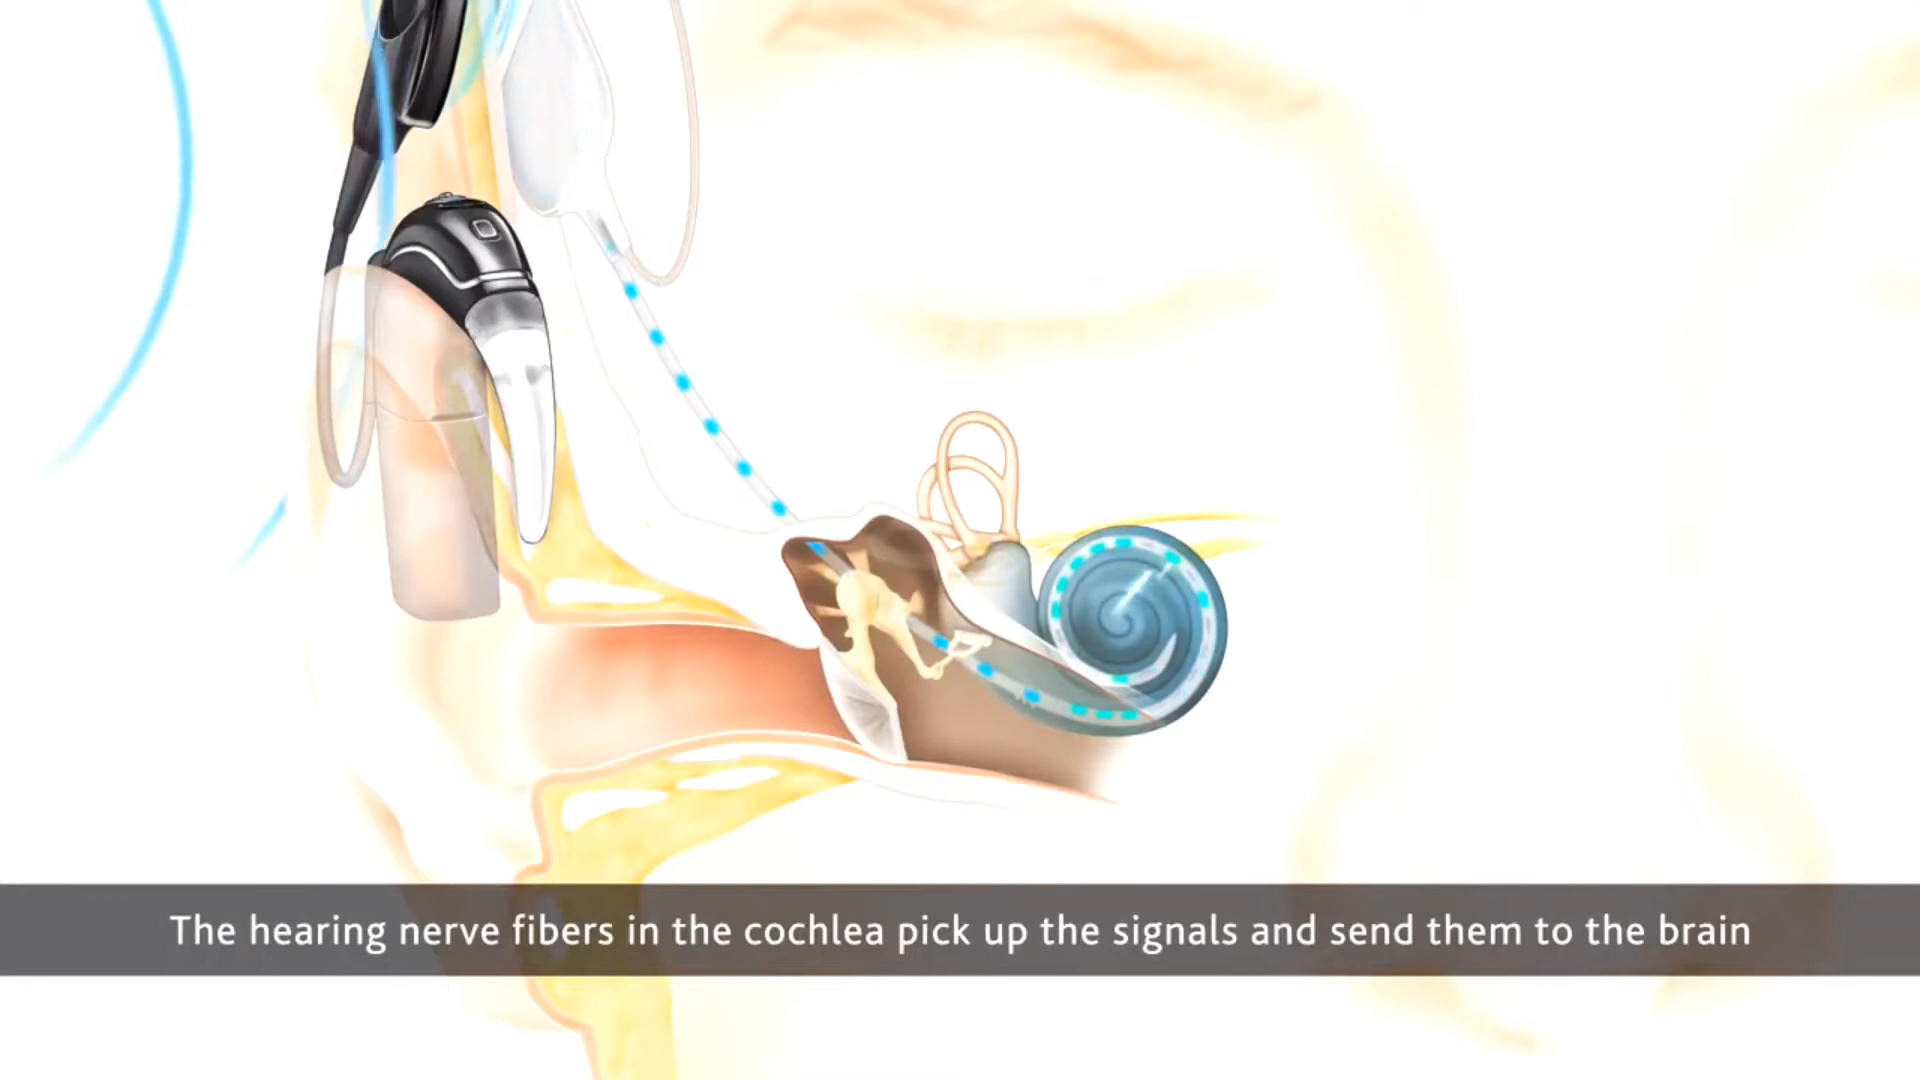 The hearing nerve fibers in the cochlea pick up the signals and send them to the brain